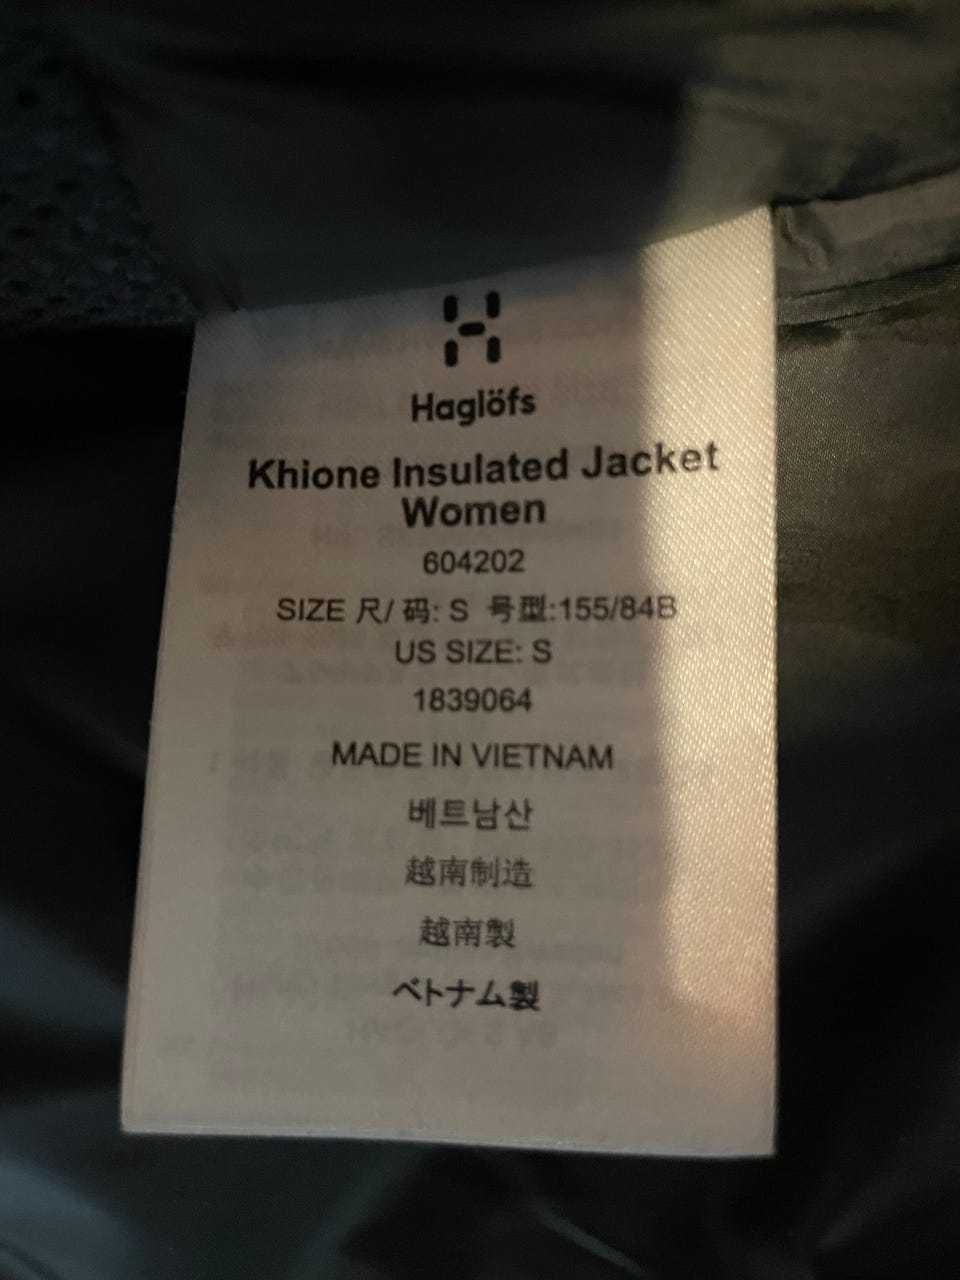 Haglöfs
Khione Insulated Jacket
Women
604202
SIZE 尺/ 码: S 号型:155/84B
US SIZE: S
1839064
MADE IN VIETNAM
베트남산
越南制造
越南製
ベトナム製